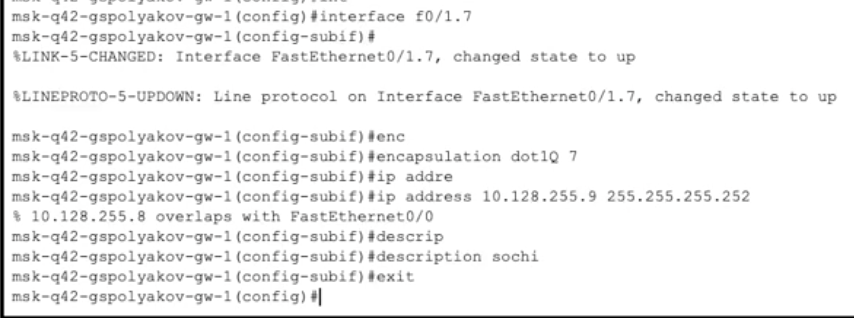 msk-q42-gspolyakov-gw-1(config)#interface f0/1.7
msk-q42-gspolyakov-gw-1(config-subif)#
%LINK-5-CHANGED: Interface FastEthernet0/1.7, changed state to up
%LINEPROTO-5-UPDOWN: Line protocol on Interface FastEthernet0/1.7, changed state to up
msk-q42-gspolyakov-gw-1(config-subif)#enc
msk-q42-gspolyakov-gw-1(config-subif)#encapsulation dot1Q 7
msk-q42-gspolyakov-gw-1(config-subif)#ip addre
msk-q42-gspolyakov-gw-1(config-subif)#ip address 10.128.255.9 255.255.255.252
% 10.128.255.8 overlaps with FastEthernet0/0
msk-q42-gspolyakov-gw-1(config-subif)#descrip
msk-q42-gspolyakov-gw-1(config-subif)#description sochi
msk-q42-gspolyakov-gw-1(config-subif)#exit
msk-q42-gspolyakov-gw-1(config)#